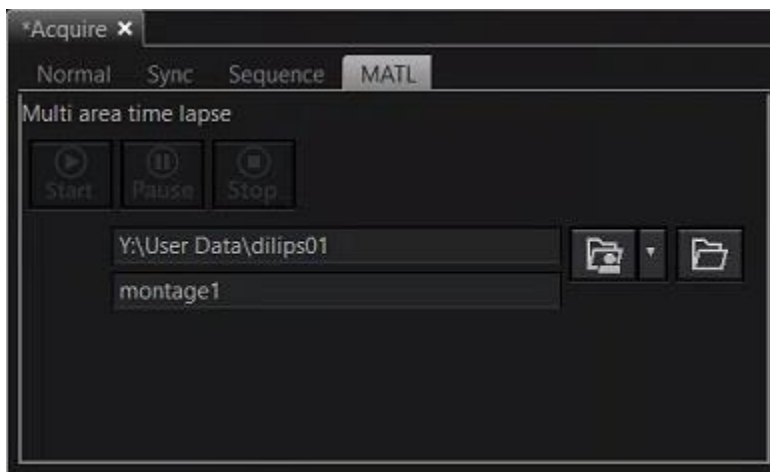 *Acquire ×
Normal Sync Sequence MATL
Multi area time lapse
Start Pause Stop
Y:\User Data\dilips01
montage1